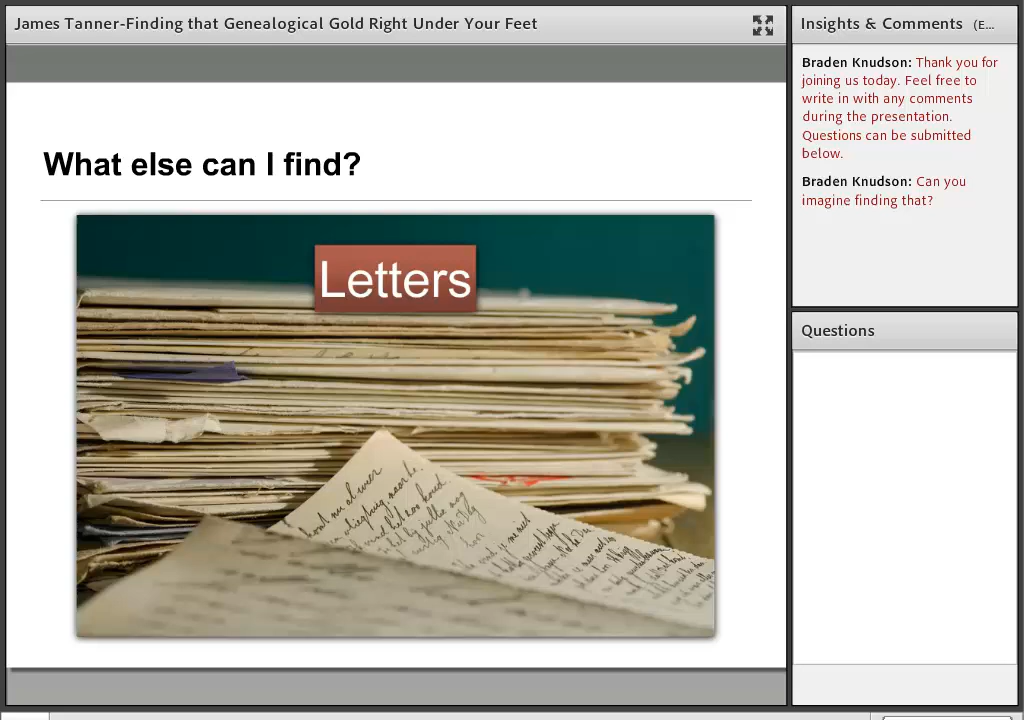 James Tanner-Finding that Genealogical Gold Right Under Your Feet
What else can I find?
Letters
Insights & Comments (E...
Braden Knudson: Thank you for
joining us today. Feel free to
write in with any comments
during the presentation.
Questions can be submitted
below.
Braden Knudson: Can you
imagine finding that?
Questions